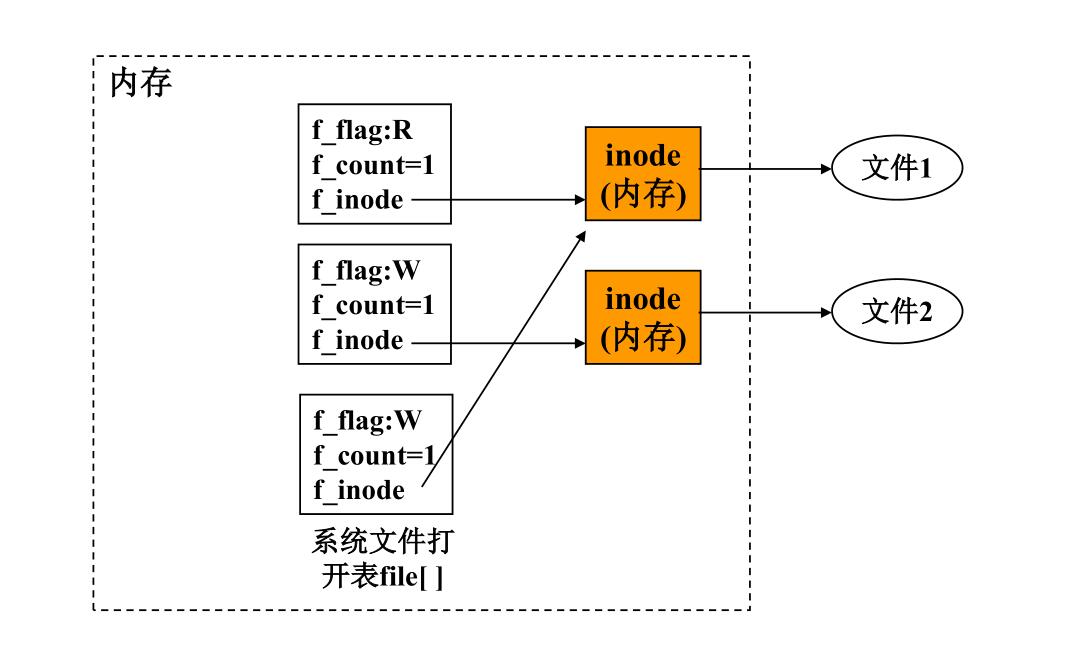 内存
f_flag:R
f_count=1
f_inode
inode
(内存)
文件1
f_flag:W
f_count=1
f_inode
inode
(内存)
文件2
f_flag:W
f_count=1
f_inode
系统文件打
开表file[ ]